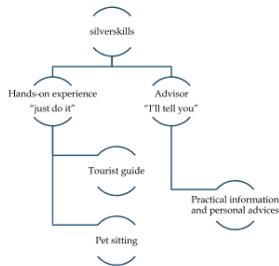 silverskills
Hands-on experience
“just do it”
Advisor
“I’ll tell you”
Tourist guide
Practical information
and personal advices
Pet sitting